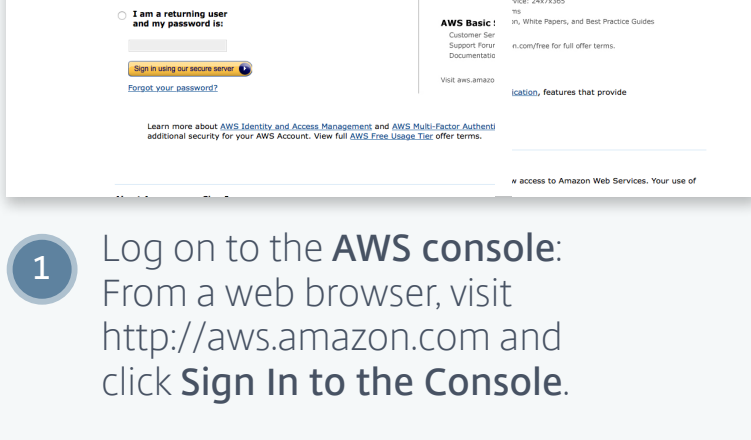 vice: 24x7x365
I am a returning user
and my password is:
AWS Basic
on, White Papers, and Best Practice Guides
Customer Ser
Support Forur
n.com/free for full offer terms.
Documentatio
Sign in using our secure server
Visit aws.amazo
Forgot your password?
ication, features that provide
Learn more about AWS Identity and Access Management and AWS Multi-Factor Authenti
additional security for your AWS Account. View full AWS Free Usage Tier offer terms.
w access to Amazon Web Services. Your use of
1
Log on to the AWS console:
From a web browser, visit
http://aws.amazon.com and
click Sign In to the Console.